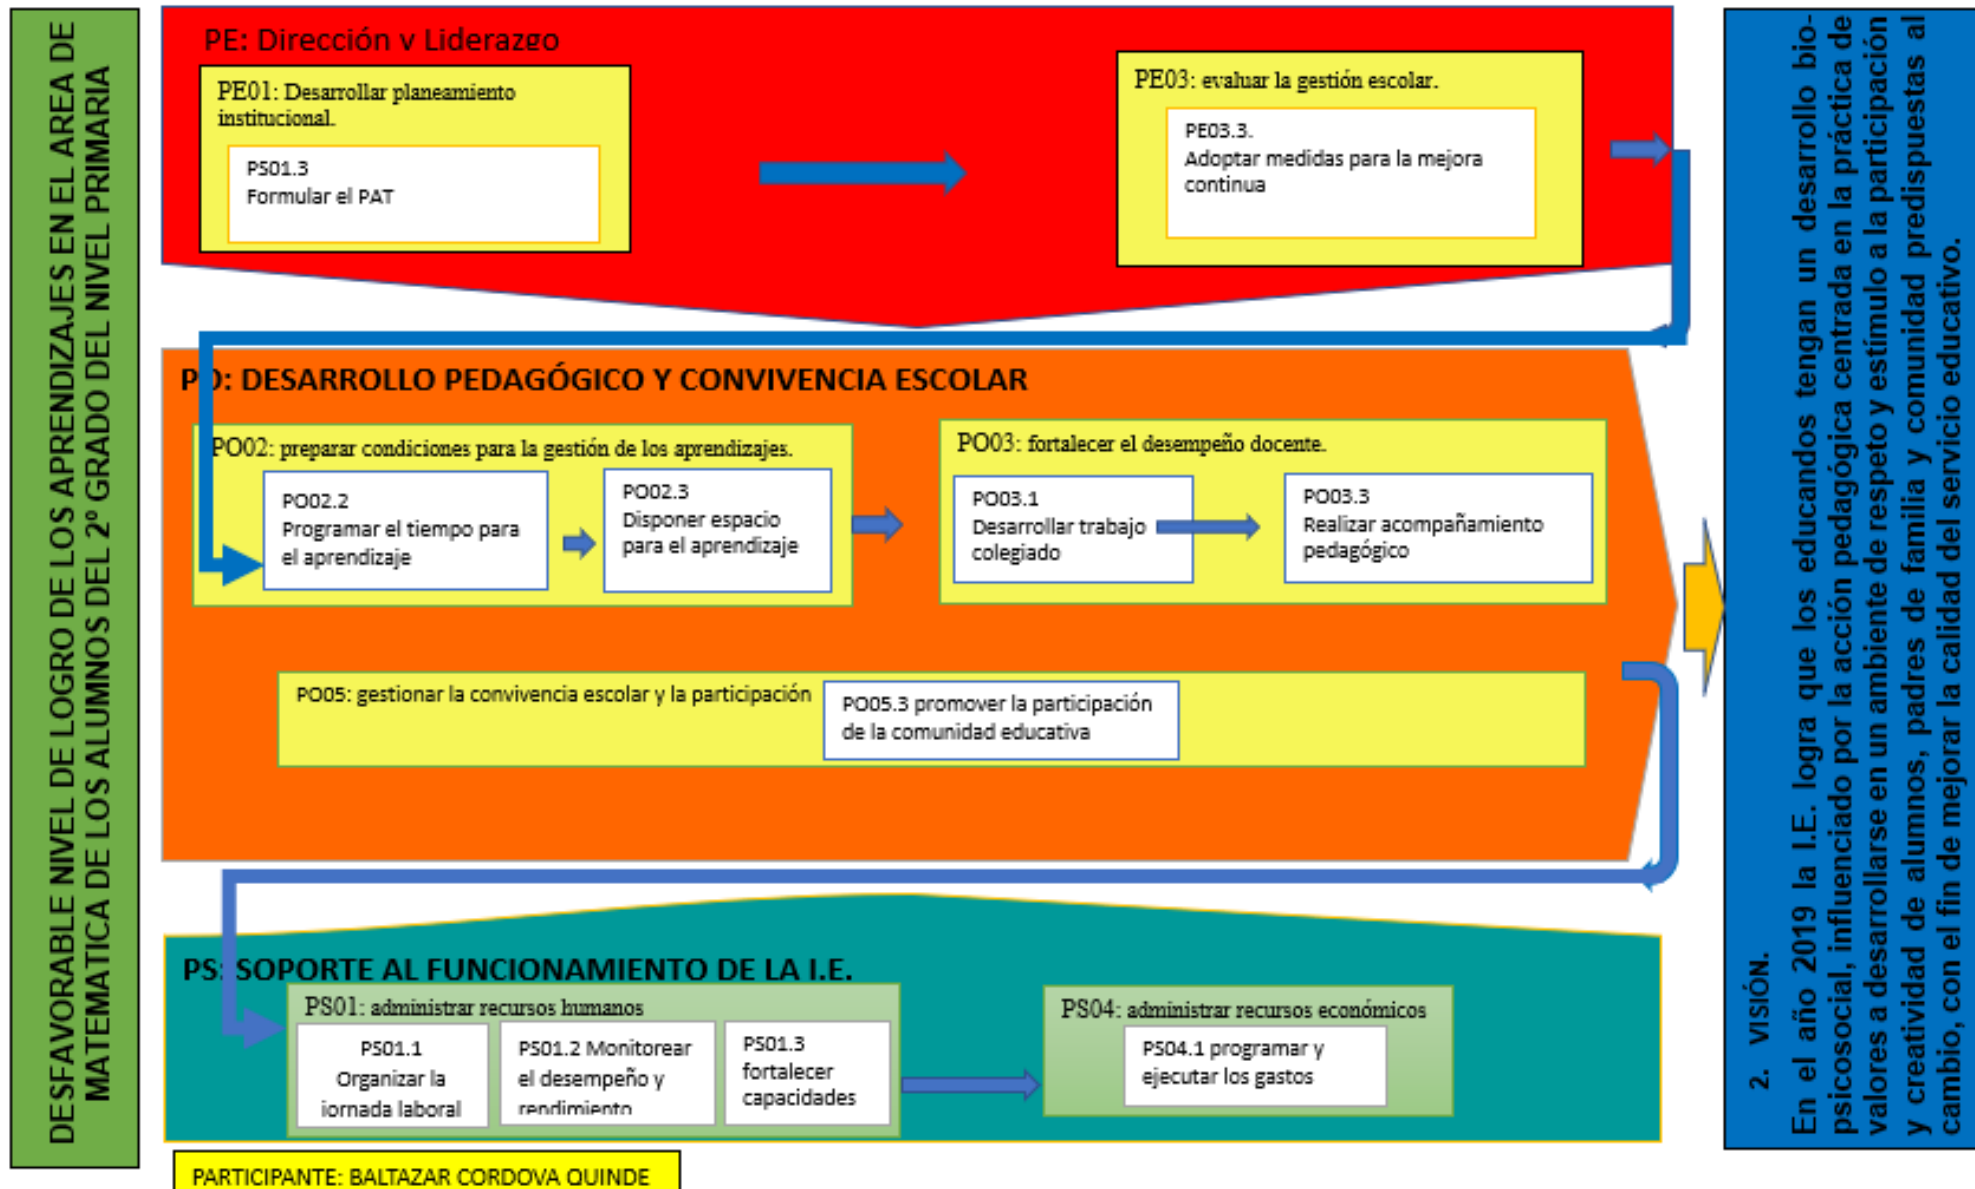 DESFAVORABLE NIVEL DE LOGRO DE LOS APRENDIZAJES EN EL AREA DE
MATEMATICA DE LOS ALUMNOS DEL 2º GRADO DEL NIVEL PRIMARIA
PE: Dirección y Liderazgo
PE01: Desarrollar planeamiento
institucional.
PS01.3
Formular el PAT
PE03: evaluar la gestión escolar.
PE03.3.
Adoptar medidas para la mejora
continua
PO: DESARROLLO PEDAGÓGICO Y CONVIVENCIA ESCOLAR
PO02: preparar condiciones para la gestión de los aprendizajes.
PO02.2
Programar el tiempo para
el aprendizaje
PO02.3
Disponer espacio
para el aprendizaje
PO03: fortalecer el desempeño docente.
PO03.1
Desarrollar trabajo
colegiado
PO03.3
Realizar acompañamiento
pedagógico
PO05: gestionar la convivencia escolar y la participación
PO05.3 promover la participación
de la comunidad educativa
PS: SOPORTE AL FUNCIONAMIENTO DE LA I.E.
PS01: administrar recursos humanos
PS01.1
Organizar la
jornada laboral
PS01.2 Monitorear
el desempeño y
rendimiento
PS01.3
fortalecer
capacidades
PS04: administrar recursos económicos
PS04.1 programar y
ejecutar los gastos
PARTICIPANTE: BALTAZAR CORDOVA QUINDE
2. VISIÓN.
En el año 2019 la I.E. logra que los educandos tengan un desarrollo bio-
psicosocial, influenciado por la acción pedagógica centrada en la práctica de
valores a desarrollarse en un ambiente de respeto y estímulo a la participación
y creatividad de alumnos, padres de familia y comunidad predispuestas al
cambio, con el fin de mejorar la calidad del servicio educativo.